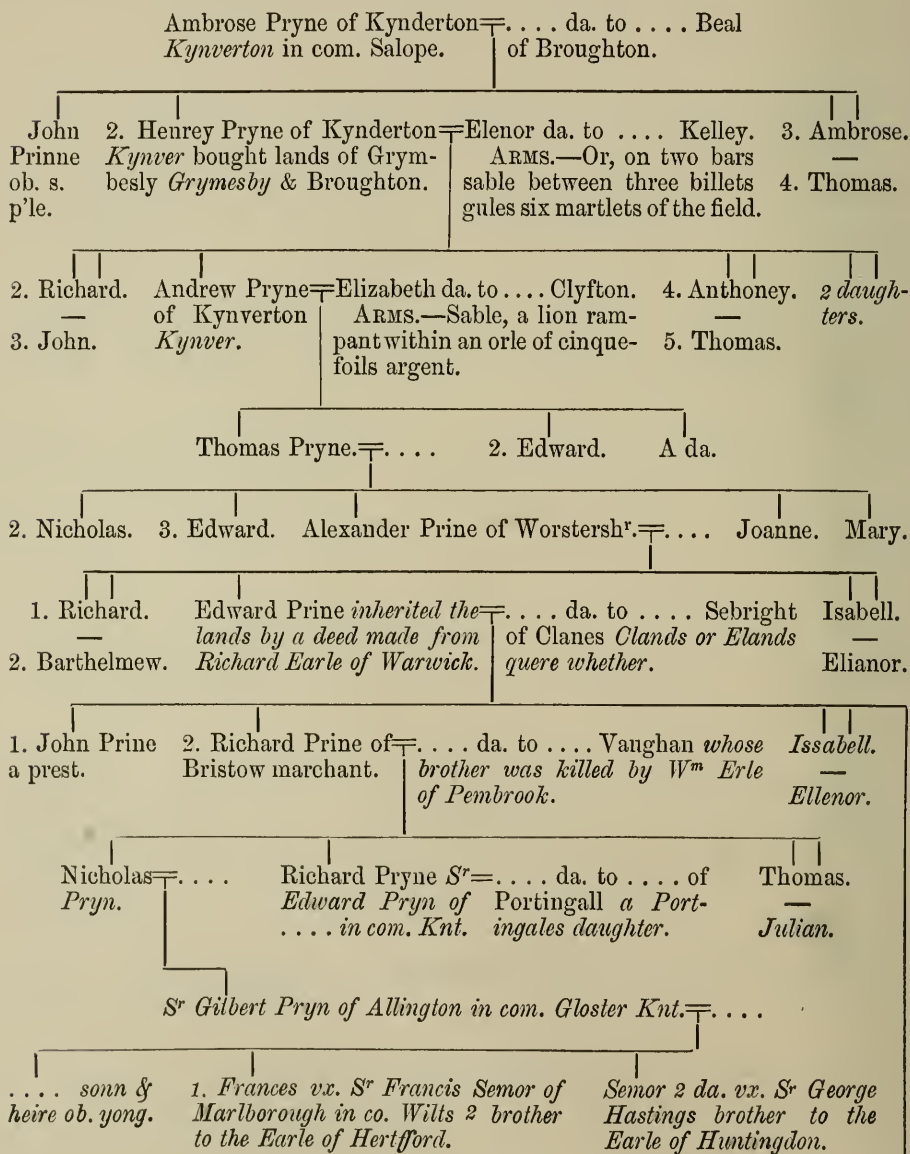 Ambrose Pryne of Kynderton=. . . . da. to . . . . Beal
Kynverton in com. Salope. of Broughton.
John 2. Henrey Pryne of Kynderton=Elenor da. to . . . . Kelley. 3. Ambrose.
Prinne Kynver bought lands of Grym- ARMS.—Or, on two bars —
ob. s. besly Grymesby & Broughton. sable between three billets 4. Thomas.
p'le. gules six martlets of the field.
2. Richard. Andrew Pryne=Elizabeth da. to . . . . Clyfton. 4. Anthoney. 2 daugh-
— of Kynverton ARMS.—Sable, a lion ram- — ters.
3. John. Kynver. pant within an orle of cinque- 5. Thomas.
foils argent.
Thomas Pryne.=. . . . 2. Edward. A da.
2. Nicholas. 3. Edward. Alexander Prine of Worstershr.=. . . . Joanne. Mary.
1. Richard. Edward Prine inherited the=. . . . da. to . . . . Sebright Isabell.
— lands by a deed made from of Clanes Clands or Elands —
2. Barthelmew. Richard Earle of Warwick. quere whether. Elianor.
1. John Prine 2. Richard Prine of=. . . . da. to . . . . Vaughan whose Issabell.
a prest. Bristow marchant. brother was killed by Wm Erle —
of Pembrook. Ellenor.
Nicholas=. . . . Richard Pryne Sr=. . . . da. to . . . . of Thomas.
Pryn. Edward Pryn of Portingall a Port- —
. . . . in com. Knt. ingales daughter. Julian.
Sr Gilbert Pryn of Allington in com. Gloster Knt.=. . . .
. . . . sonn & 1. Frances vx. Sr Francis Semor of Semor 2 da. vx. Sr George
heire ob. yong. Marlborough in co. Wilts 2 brother Hastings brother to the
to the Earle of Hertfford. Earle of Huntingdon.